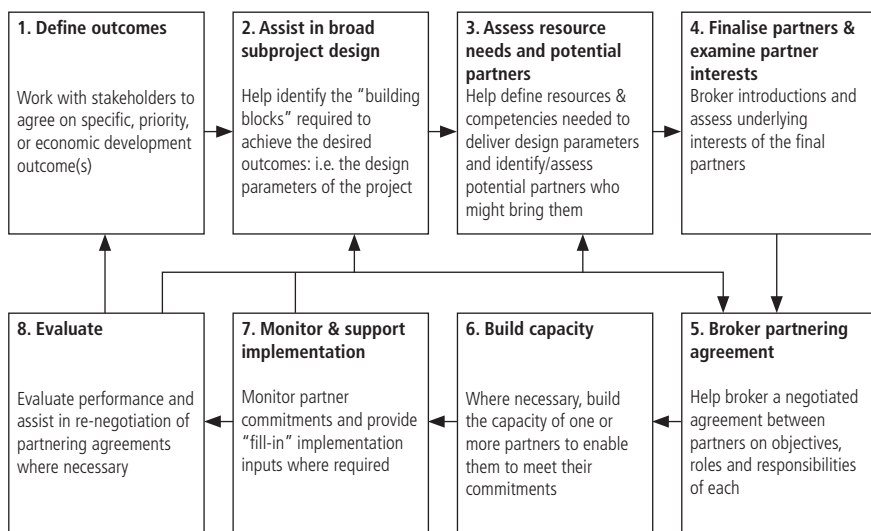 1. Define outcomes
Work with stakeholders to
agree on specific, priority,
or economic development
outcome(s)
2. Assist in broad
subproject design
Help identify the “building
blocks” required to
achieve the desired
outcomes: i.e. the design
parameters of the project
3. Assess resource
needs and potential
partners
Help define resources &
competencies needed to
deliver design parameters
and identify/assess
potential partners who
might bring them
4. Finalise partners &
examine partner
interests
Broker introductions and
assess underlying
interests of the final
partners
8. Evaluate
Evaluate performance and
assist in re-negotiation of
partnering agreements
where necessary
7. Monitor & support
implementation
Monitor partner
commitments and provide
“fill-in” implementation
inputs where required
6. Build capacity
Where necessary, build
the capacity of one or
more partners to enable
them to meet their
commitments
5. Broker partnering
agreement
Help broker a negotiated
agreement between
partners on objectives,
roles and responsibilities
of each